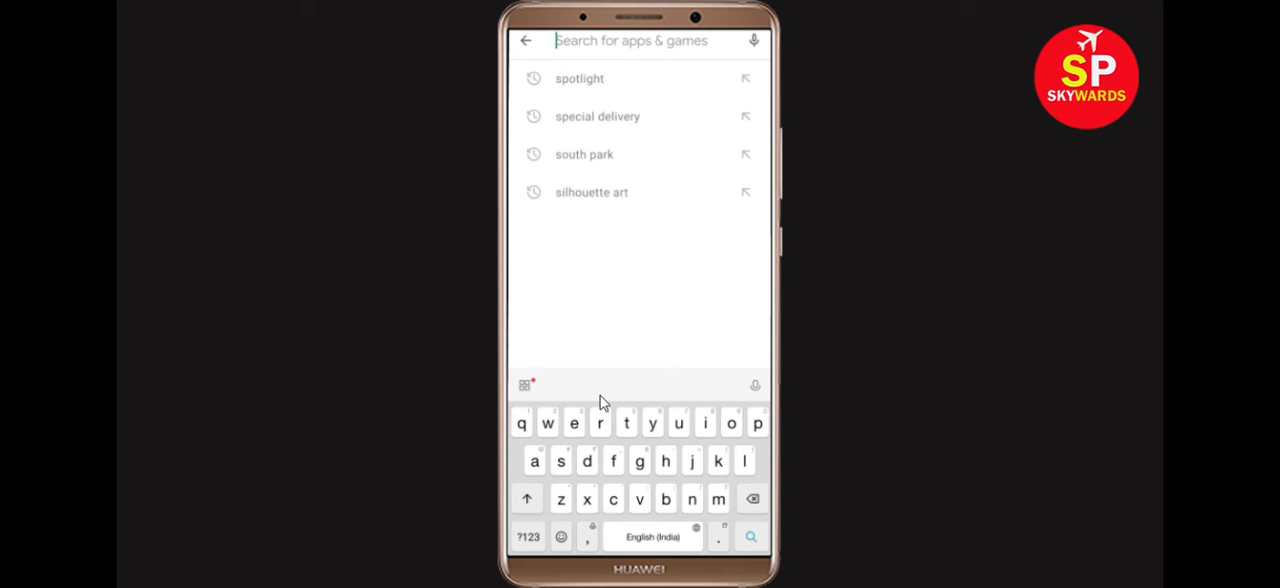 Search for apps & games
SP
SKYWARDS
spotlight
special delivery
south park
silhouette art
q w e r t y u i o p
a s d f g h j k l
z x c v b n m
?123 , English (India) .
HUAWEI